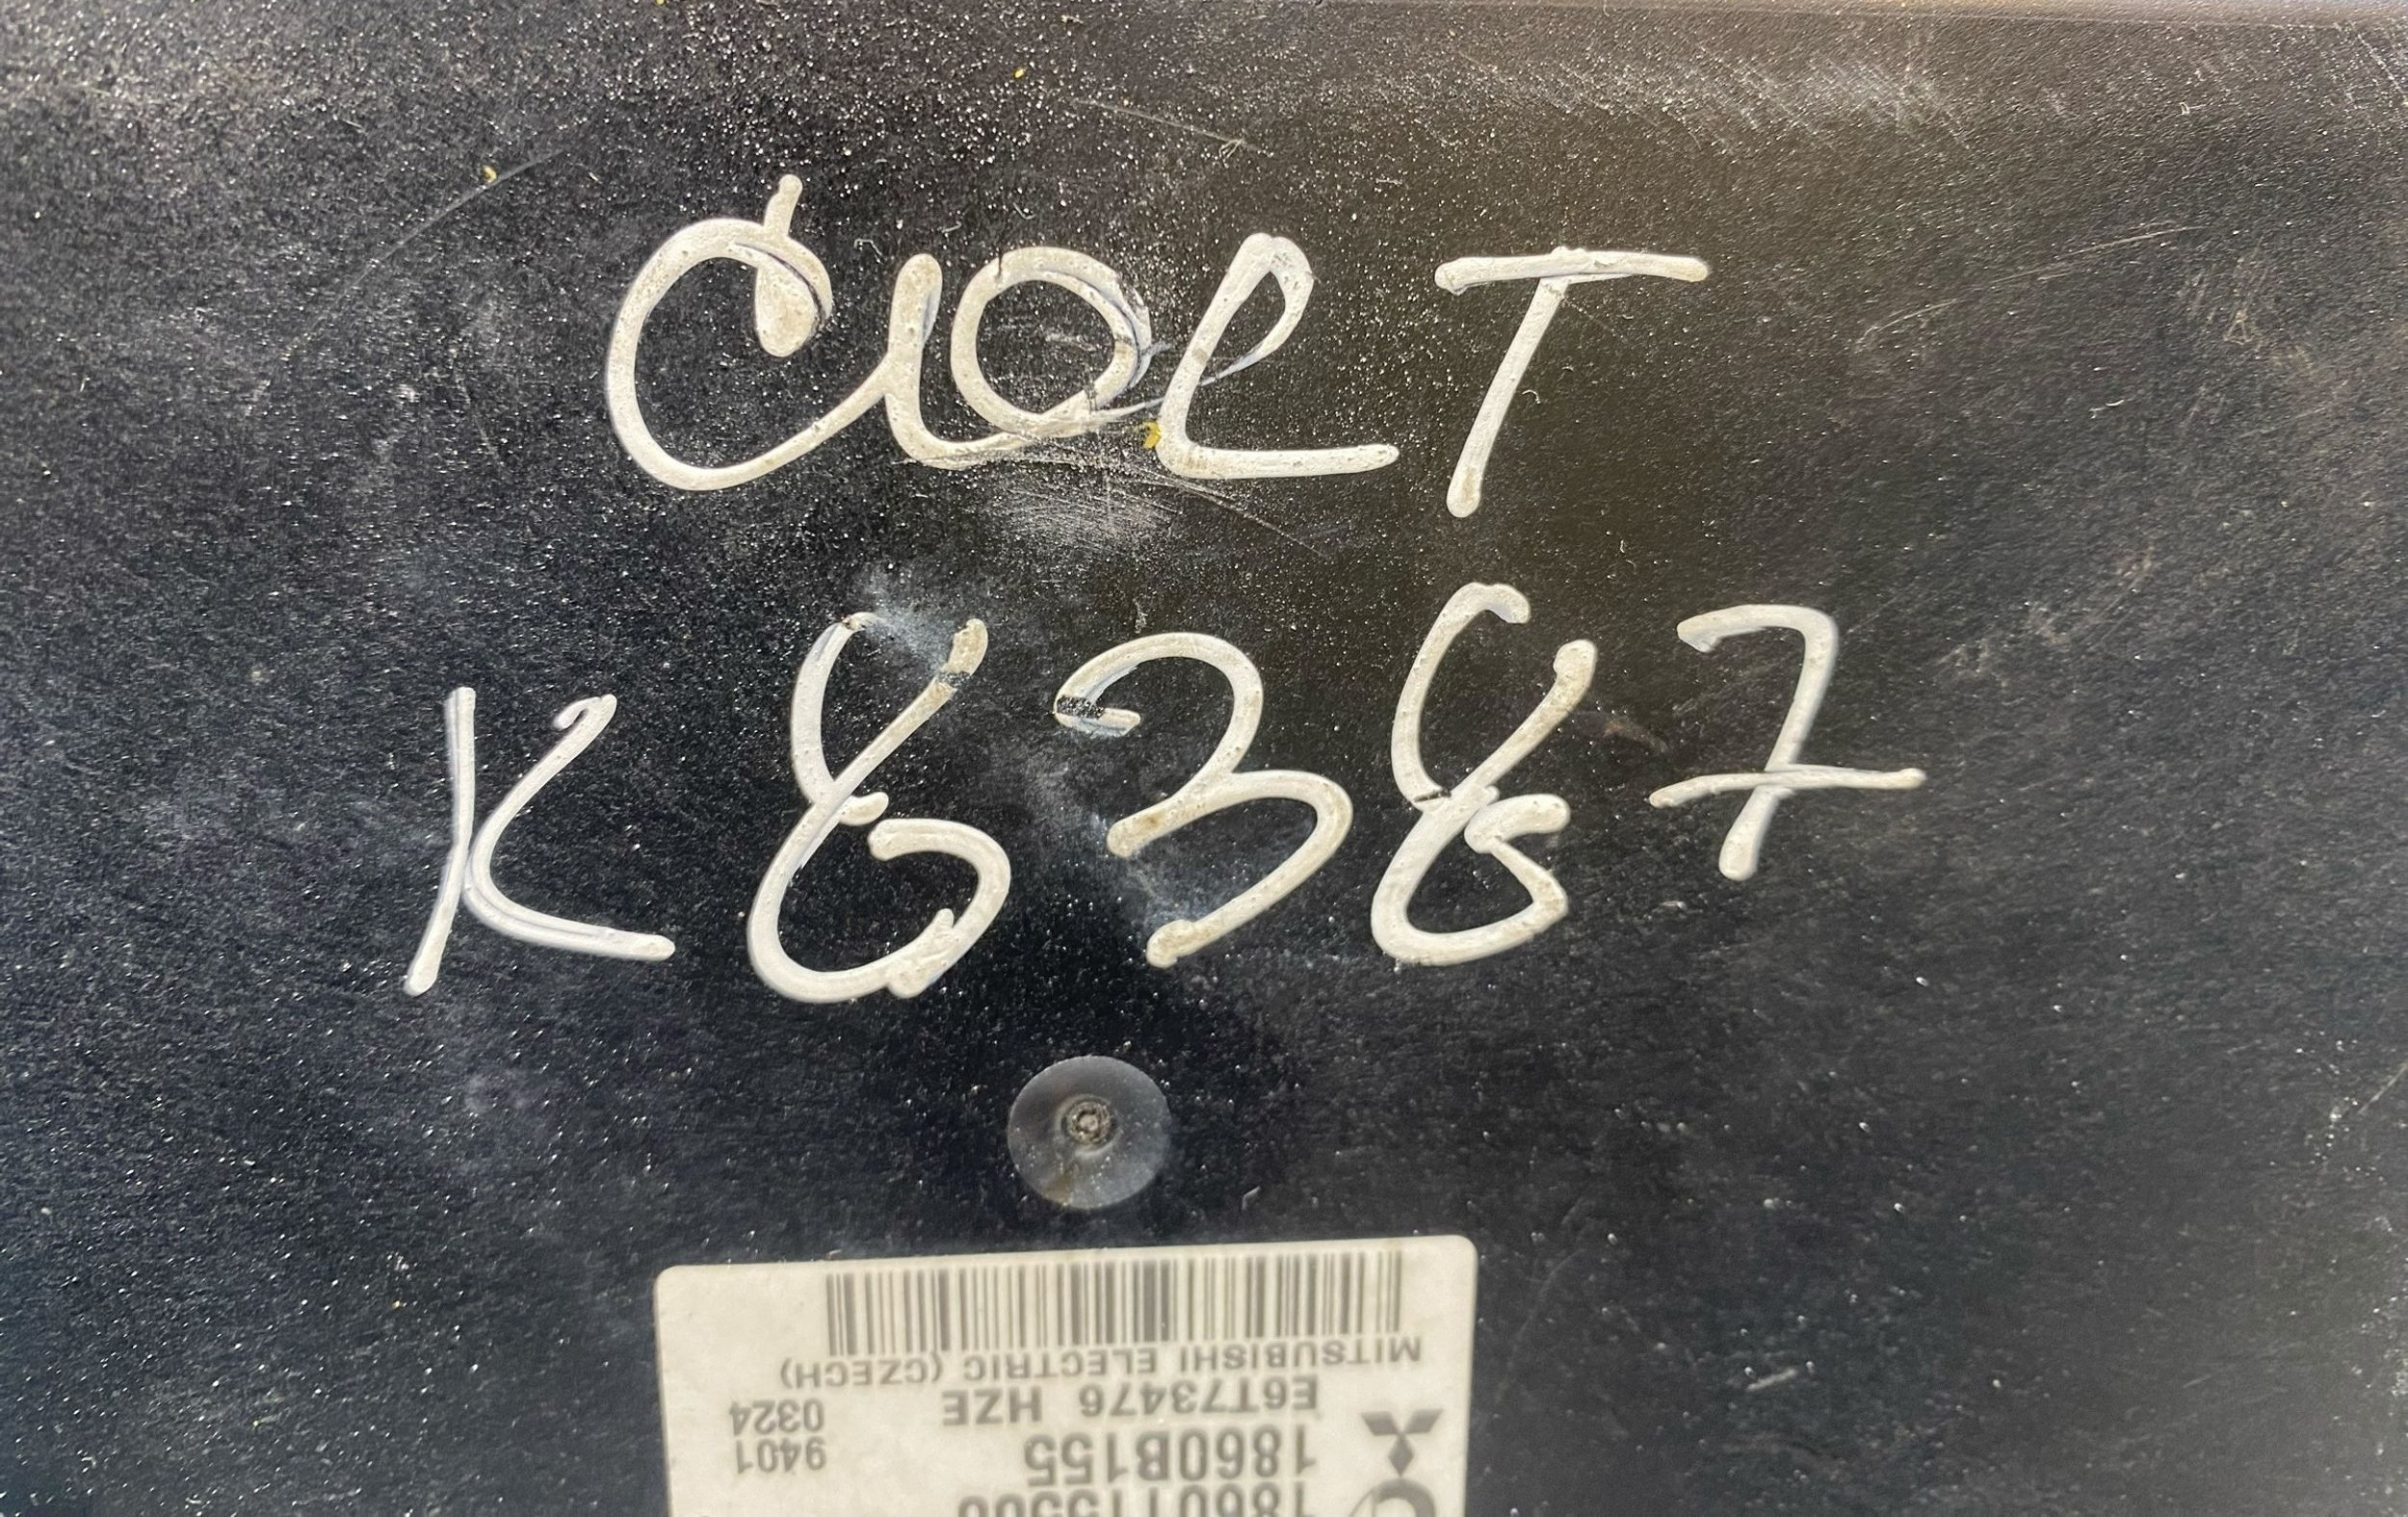 COLT
K8387
MITSUBISHI ELECTRIC (CZECH)
E6T73476 HZE 0324
1860B155 9401